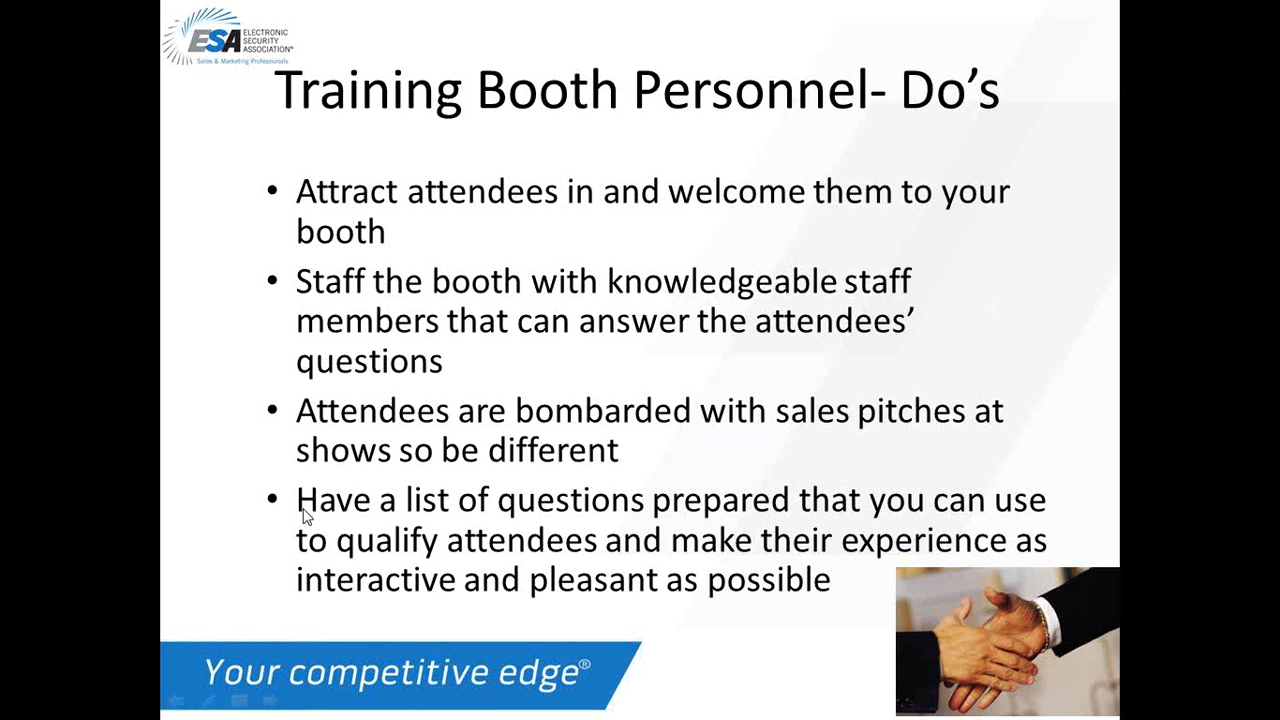 ESA ELECTRONIC
SECURITY
ASSOCIATION®
Sales & Marketing Professionals
Training Booth Personnel- Do’s
• Attract attendees in and welcome them to your
booth
• Staff the booth with knowledgeable staff
members that can answer the attendees’
questions
• Attendees are bombarded with sales pitches at
shows so be different
• Have a list of questions prepared that you can use
to qualify attendees and make their experience as
interactive and pleasant as possible
Your competitive edge®